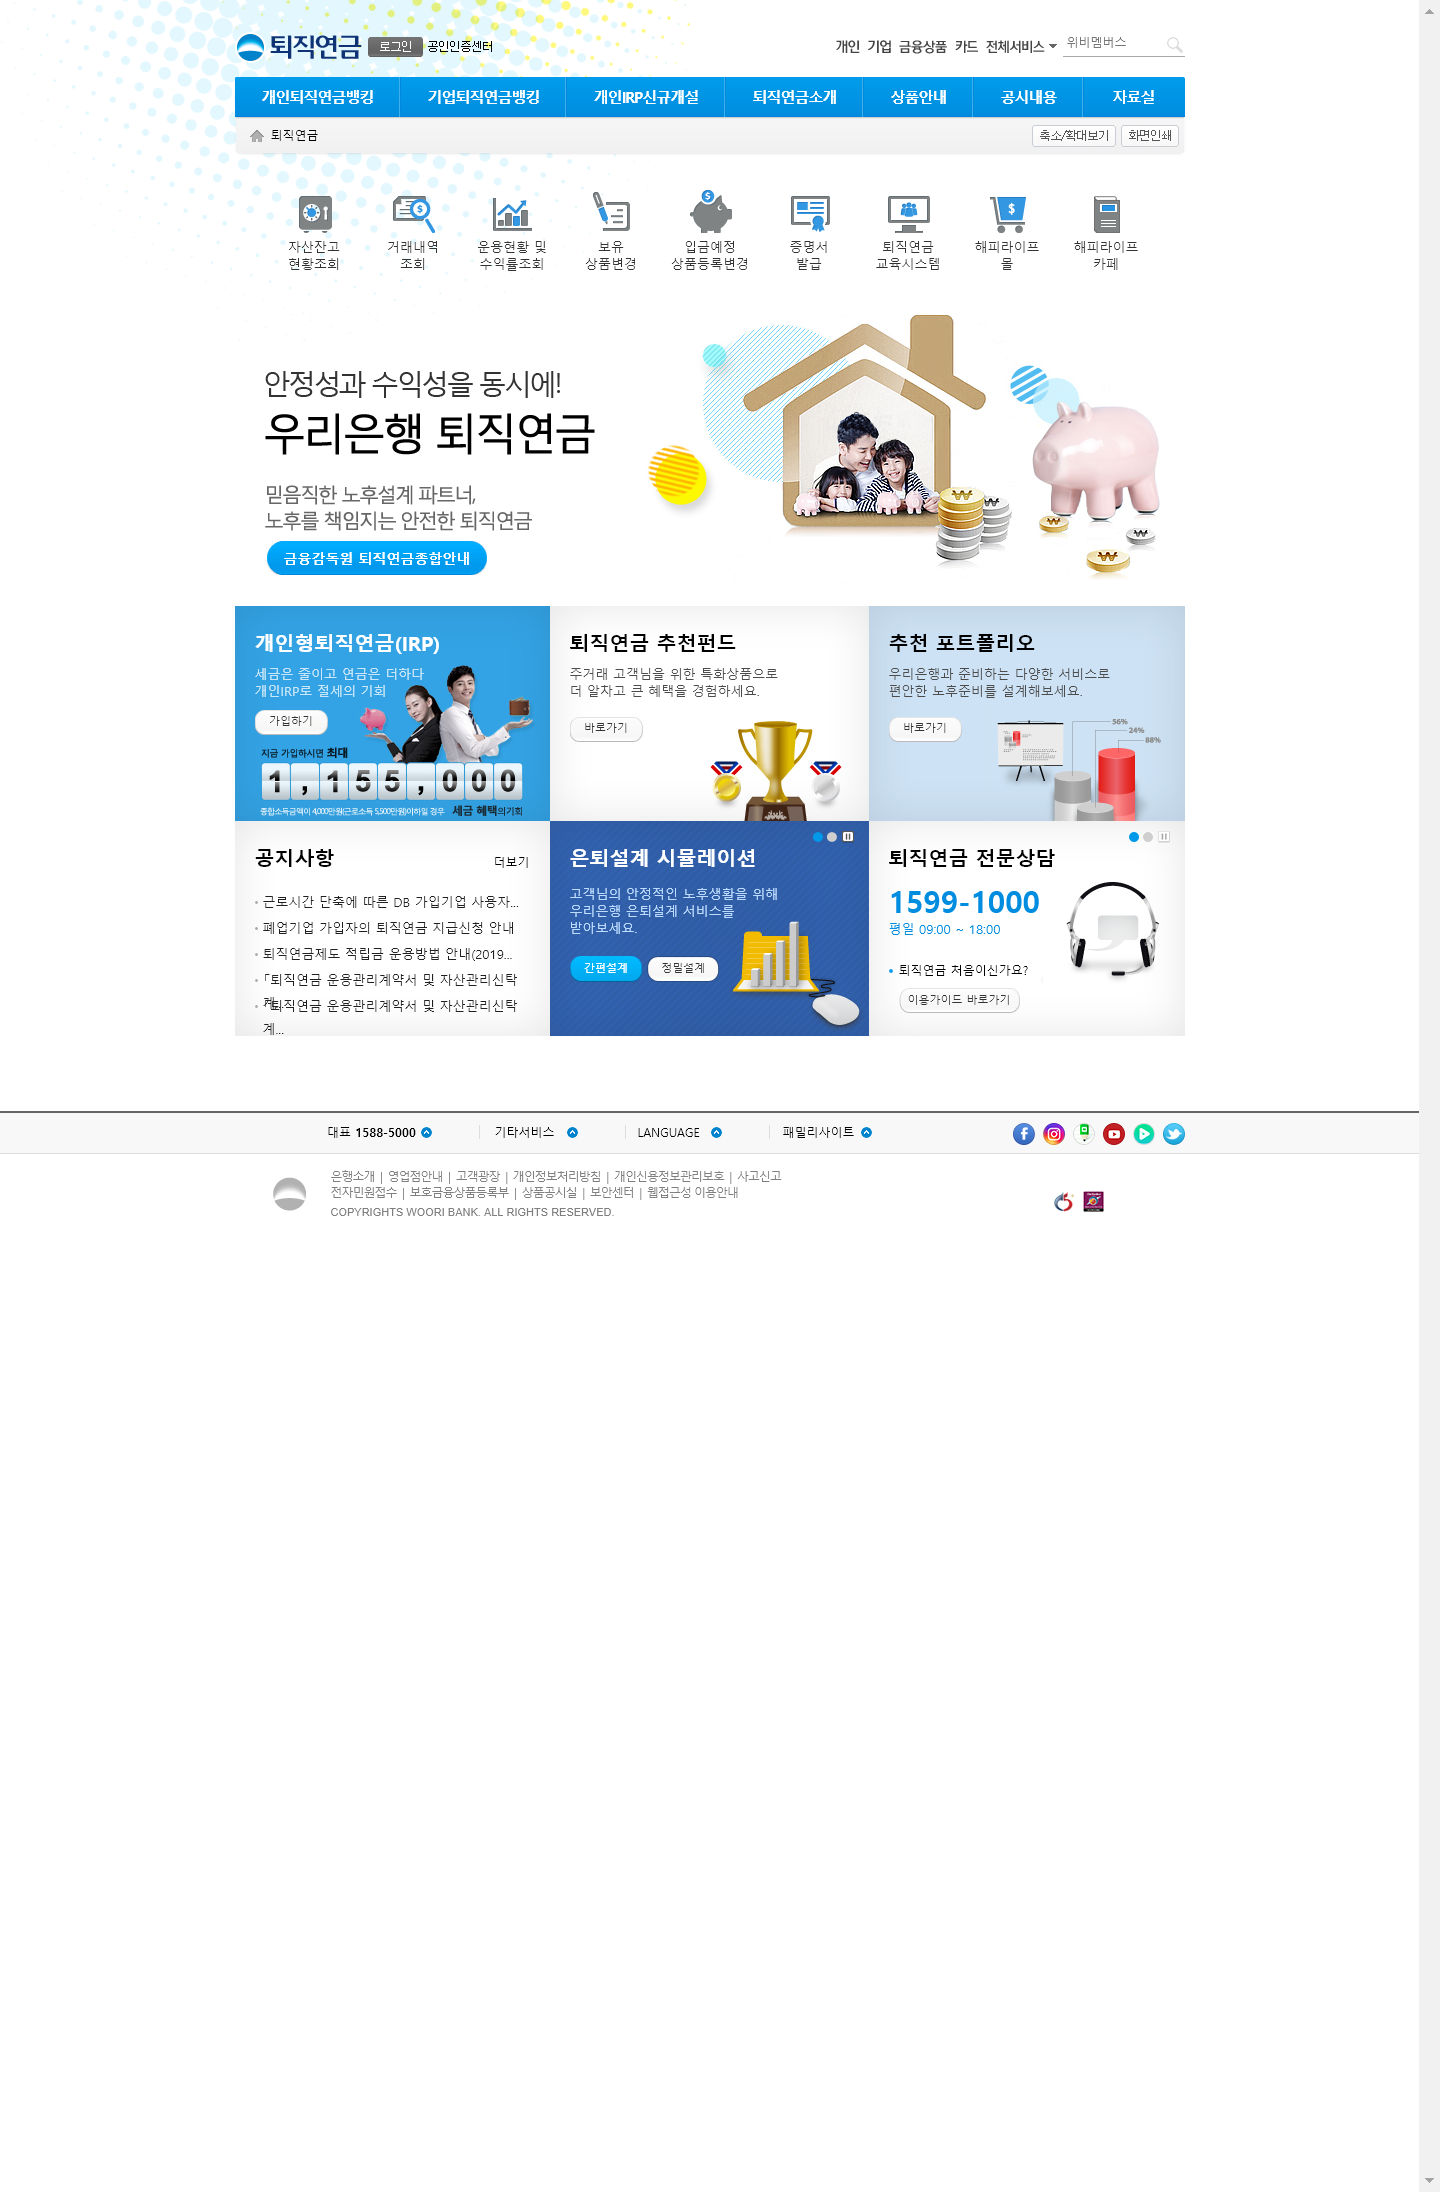 퇴직연금 로그인 공인인증센터 개인 기업 금융상품 카드 전체서비스 위비멤버스
개인퇴직연금뱅킹 기업퇴직연금뱅킹 개인IRP신규개설 퇴직연금소개 상품안내 공시내용 자료실
퇴직연금 축소/확대보기 화면인쇄
자산잔고 거래내역 운용현황 및 보유 입금예정 증명서 퇴직연금 해피라이프 해피라이프
현황조회 조회 수익률조회 상품변경 상품등록변경 발급 교육시스템 몰 카페
안정성과 수익성을 동시에!
우리은행 퇴직연금
믿음직한 노후설계 파트너,
노후를 책임지는 안전한 퇴직연금
금융감독원 퇴직연금종합안내
개인형퇴직연금(IRP)
세금은 줄이고 연금은 더하다
개인IRP로 절세의 기회
가입하기
지금 가입하시면 최대
1,155,000
종합소득금액이 4,000만원(근로소득 5,500만원)이하일 경우 세금 혜택의기회
퇴직연금 추천펀드
주거래 고객님을 위한 특화상품으로
더 알차고 큰 혜택을 경험하세요.
바로가기
추천 포트폴리오
우리은행과 준비하는 다양한 서비스로
편안한 노후준비를 설계해보세요.
바로가기
56%
24%
88%
공지사항 더보기
근로시간 단축에 따른 DB 가입기업 사용자...
폐업기업 가입자의 퇴직연금 지급신청 안내
퇴직연금제도 적립금 운용방법 안내(2019...
「퇴직연금 운용관리계약서 및 자산관리신탁
계...
「퇴직연금 운용관리계약서 및 자산관리신탁
계...
은퇴설계 시뮬레이션
고객님의 안정적인 노후생활을 위해
우리은행 은퇴설계 서비스를
받아보세요.
간편설계 정밀설계
퇴직연금 전문상담
1599-1000
평일 09:00 ~ 18:00
퇴직연금 처음이신가요?
이용가이드 바로가기
대표 1588-5000 기타서비스 LANGUAGE 패밀리사이트
은행소개 | 영업점안내 | 고객광장 | 개인정보처리방침 | 개인신용정보관리보호 | 사고신고
전자민원접수 | 보호금융상품등록부 | 상품공시실 | 보안센터 | 웹접근성 이용안내
COPYRIGHTS WOORI BANK. ALL RIGHTS RESERVED.